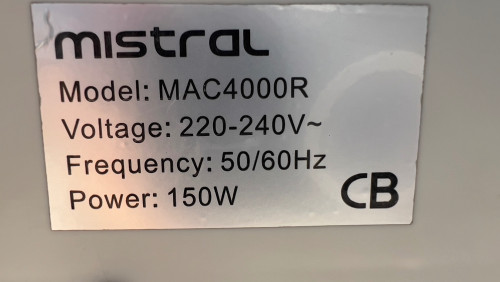 mistral
Model: MAC4000R
Voltage: 220-240V~
Frequency: 50/60Hz
Power: 150W
CB